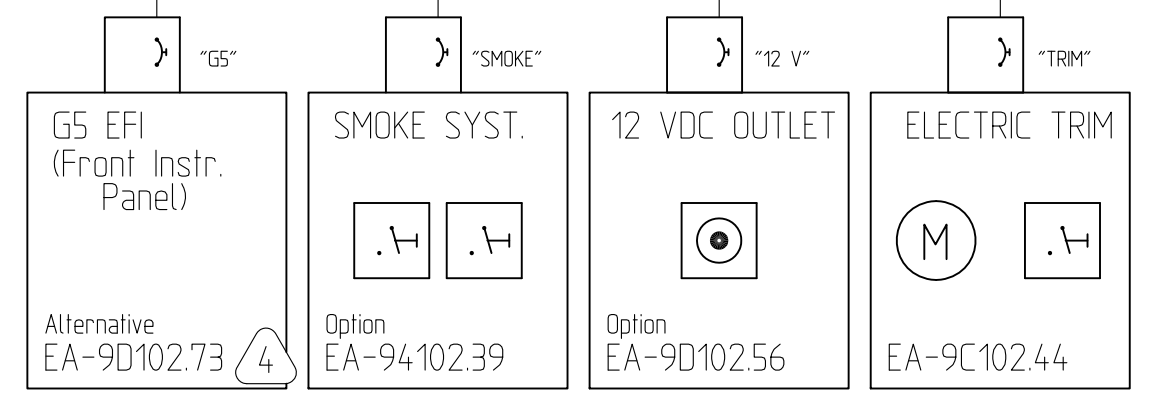 "G5"
"SMOKE"
"12 V"
"TRIM"
G5 EFI
(Front Instr.
Panel)
Alternative
EA-9D102.73
4
SMOKE SYST.
Option
EA-94102.39
12 VDC OUTLET
Option
EA-9D102.56
ELECTRIC TRIM
M
EA-9C102.44